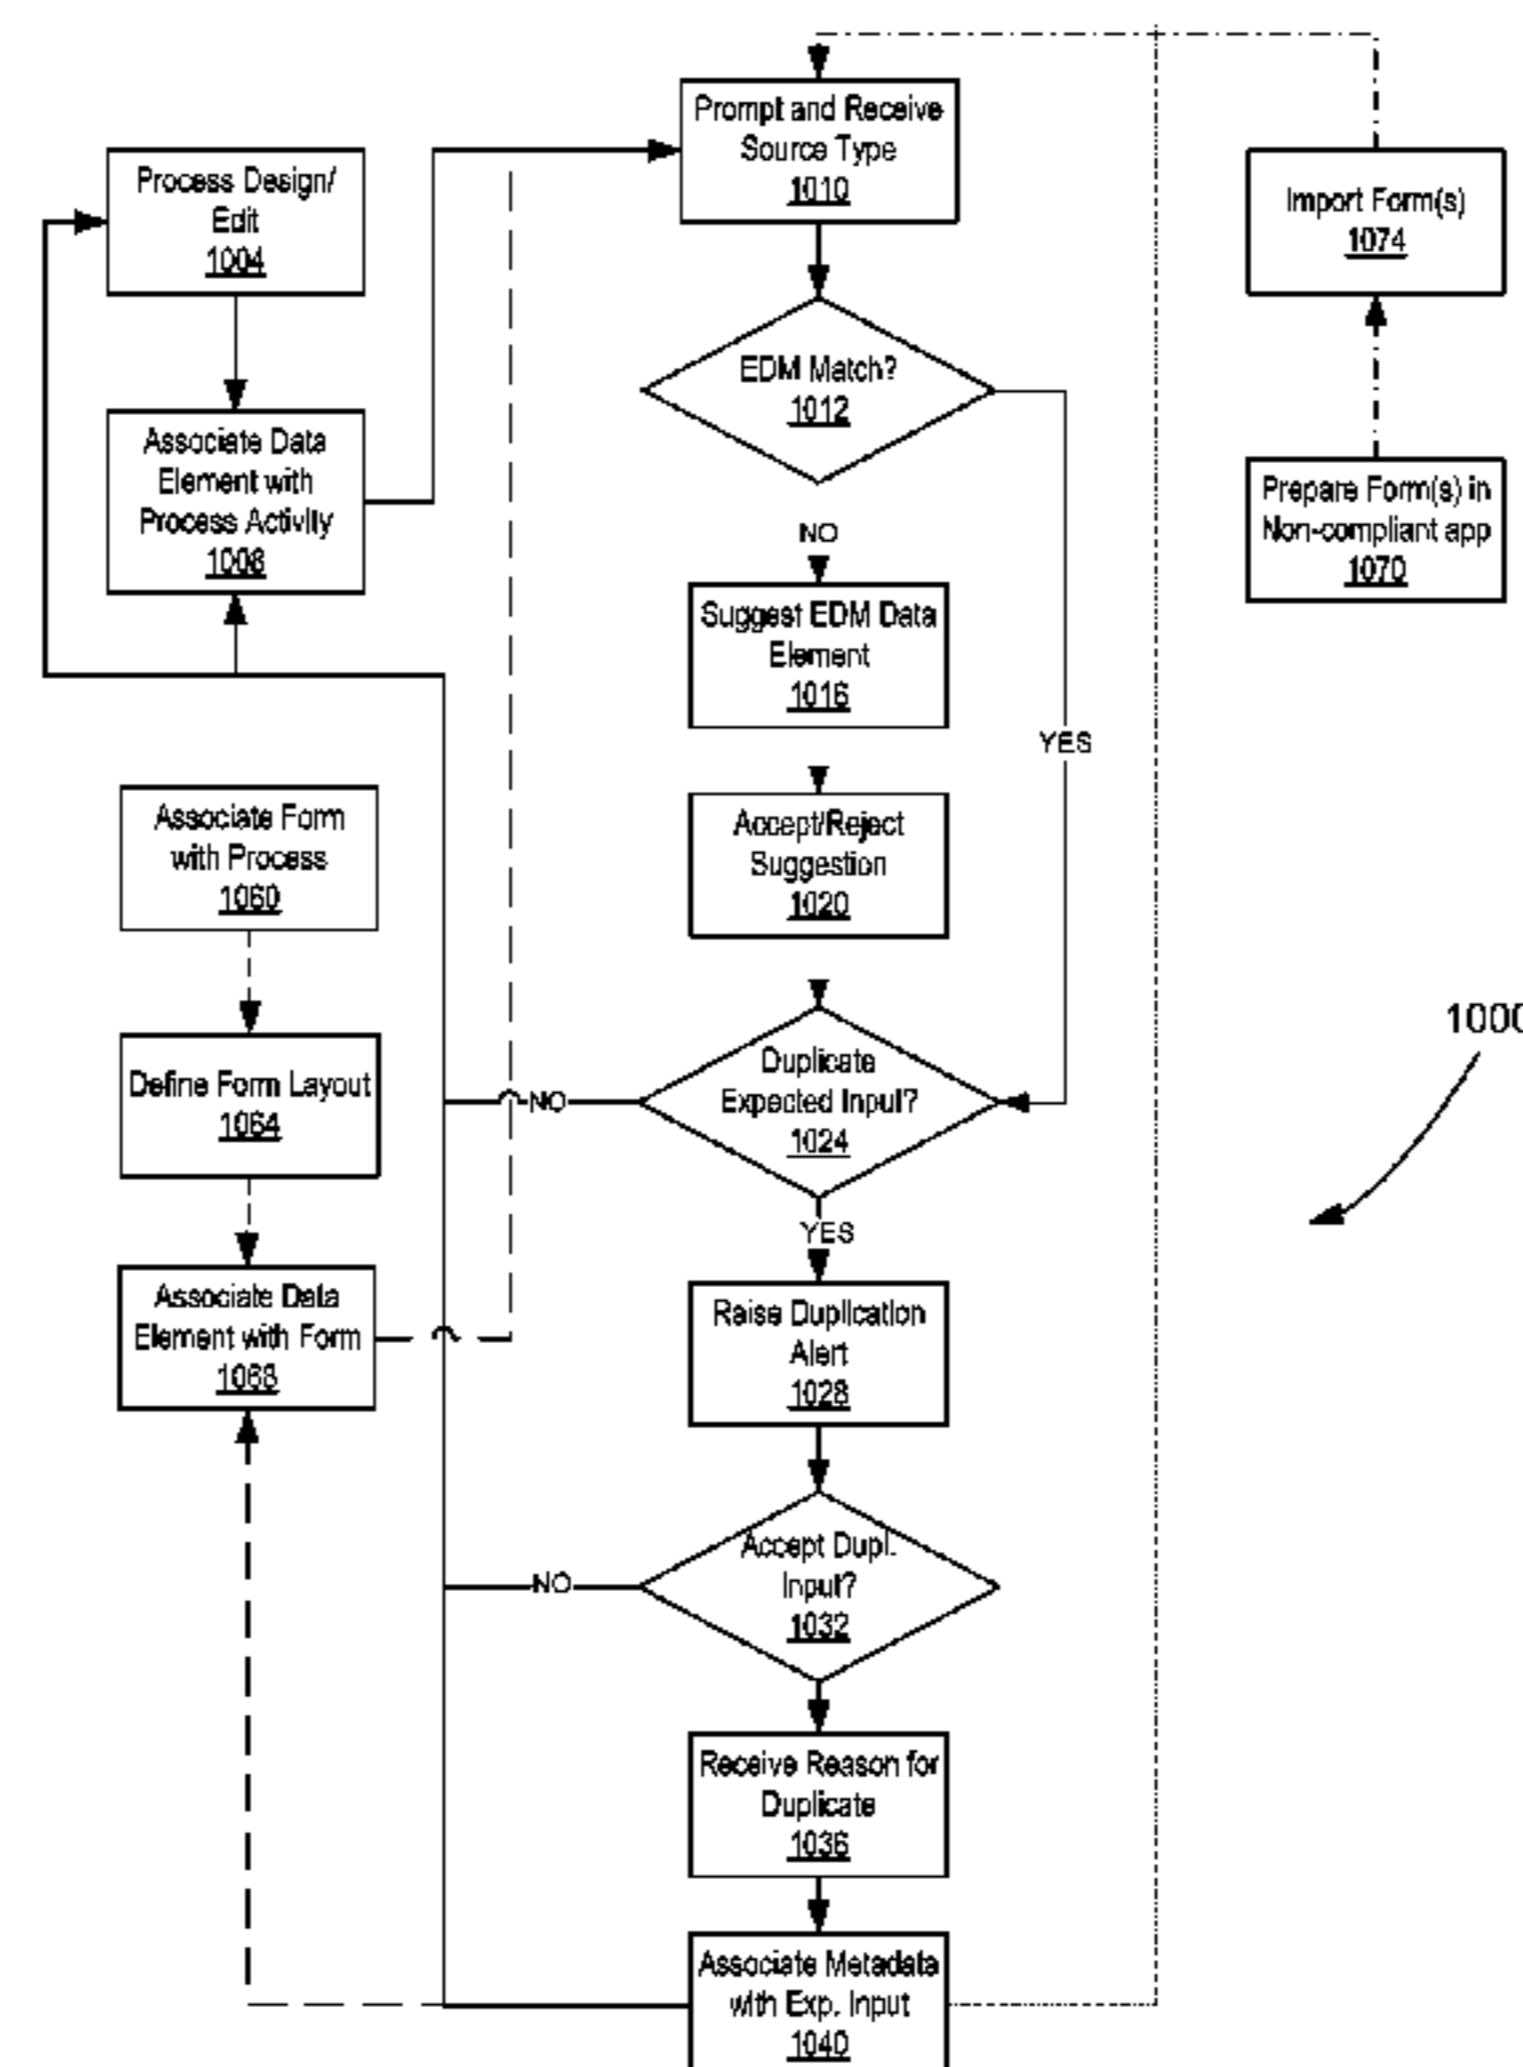 Prompt and Receive
Source Type
1010
Process Design/
Edit
1004
Import Form(s)
1074
EDM Match?
1012
Associate Data
Element with
Process Activity
1008
Prepare Form(s) in
Non-compliant app
1070
NO
Suggest EDM Data
Element
1016
YES
Associate Form
with Process
1060
Accept/Reject
Suggestion
1020
1000
Define Form Layout
1064
Duplicate
Expected Input?
1024
NO
YES
Associate Data
Element with Form
1068
Raise Duplication
Alert
1028
Accept Dupl.
Input?
1032
NO
Receive Reason for
Duplicate
1036
Associate Metadata
with Exp. Input
1040